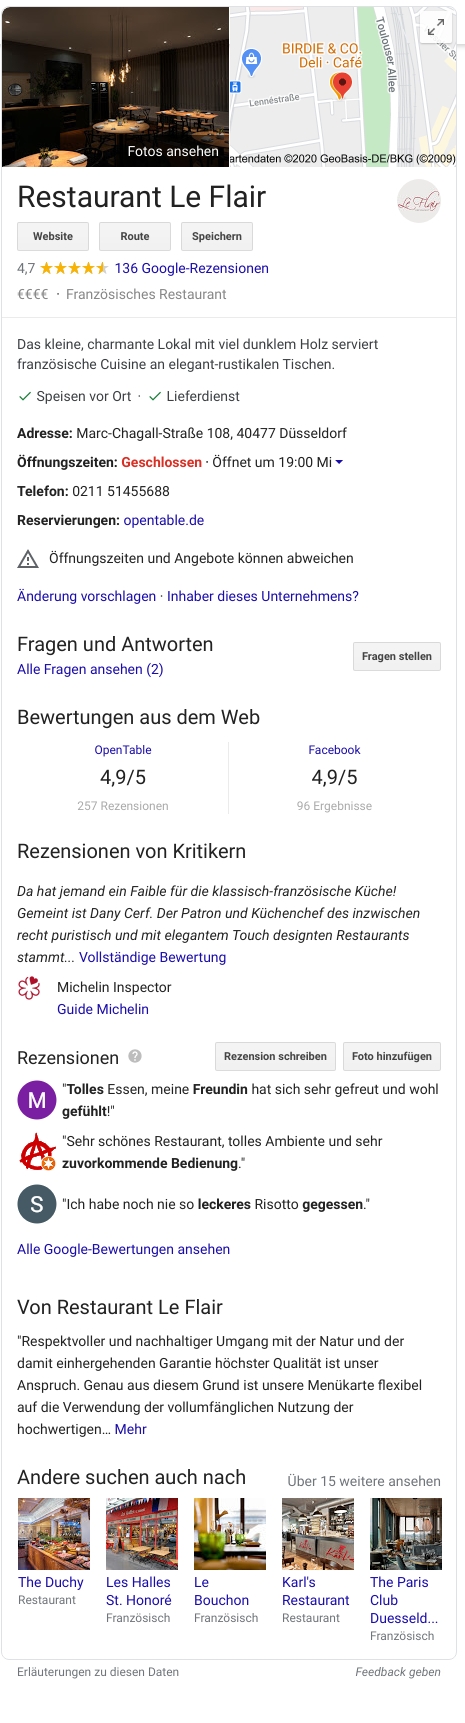 BIRDIE & CO.
Deli · Café
Toulouser Allee
Lennéstraße
Fotos ansehen
artendaten ©2020 GeoBasis-DE/BKG (©2009)
Restaurant Le Flair
Le Flair
Website
Route
Speichern
4,7 136 Google-Rezensionen
€€€€ · Französisches Restaurant
Das kleine, charmante Lokal mit viel dunklem Holz serviert
französische Cuisine an elegant-rustikalen Tischen.
Speisen vor Ort · Lieferdienst
Adresse: Marc-Chagall-Straße 108, 40477 Düsseldorf
Öffnungszeiten: Geschlossen · Öffnet um 19:00 Mi
Telefon: 0211 51455688
Reservierungen: opentable.de
Öffnungszeiten und Angebote können abweichen
Änderung vorschlagen · Inhaber dieses Unternehmens?
Fragen und Antworten
Alle Fragen ansehen (2)
Fragen stellen
Bewertungen aus dem Web
OpenTable
4,9/5
257 Rezensionen
Facebook
4,9/5
96 Ergebnisse
Rezensionen von Kritikern
Da hat jemand ein Faible für die klassisch-französische Küche!
Gemeint ist Dany Cerf. Der Patron und Küchenchef des inzwischen
recht puristisch und mit elegantem Touch designten Restaurants
stammt... Vollständige Bewertung
Michelin Inspector
Guide Michelin
Rezensionen ?
Rezension schreiben
Foto hinzufügen
M
"Tolles Essen, meine Freundin hat sich sehr gefreut und wohl
gefühlt!"
"Sehr schönes Restaurant, tolles Ambiente und sehr
zuvorkommende Bedienung."
S
"Ich habe noch nie so leckeres Risotto gegessen."
Alle Google-Bewertungen ansehen
Von Restaurant Le Flair
"Respektvoller und nachhaltiger Umgang mit der Natur und der
damit einhergehenden Garantie höchster Qualität ist unser
Anspruch. Genau aus diesem Grund ist unsere Menükarte flexibel
auf die Verwendung der vollumfänglichen Nutzung der
hochwertigen… Mehr
Andere suchen auch nach
Über 15 weitere ansehen
The Duchy
Restaurant
Les Halles
St. Honoré
Französisch
Le
Bouchon
Französisch
Karl's
Restaurant
Restaurant
The Paris
Club
Duesseld...
Französisch
Erläuterungen zu diesen Daten
Feedback geben